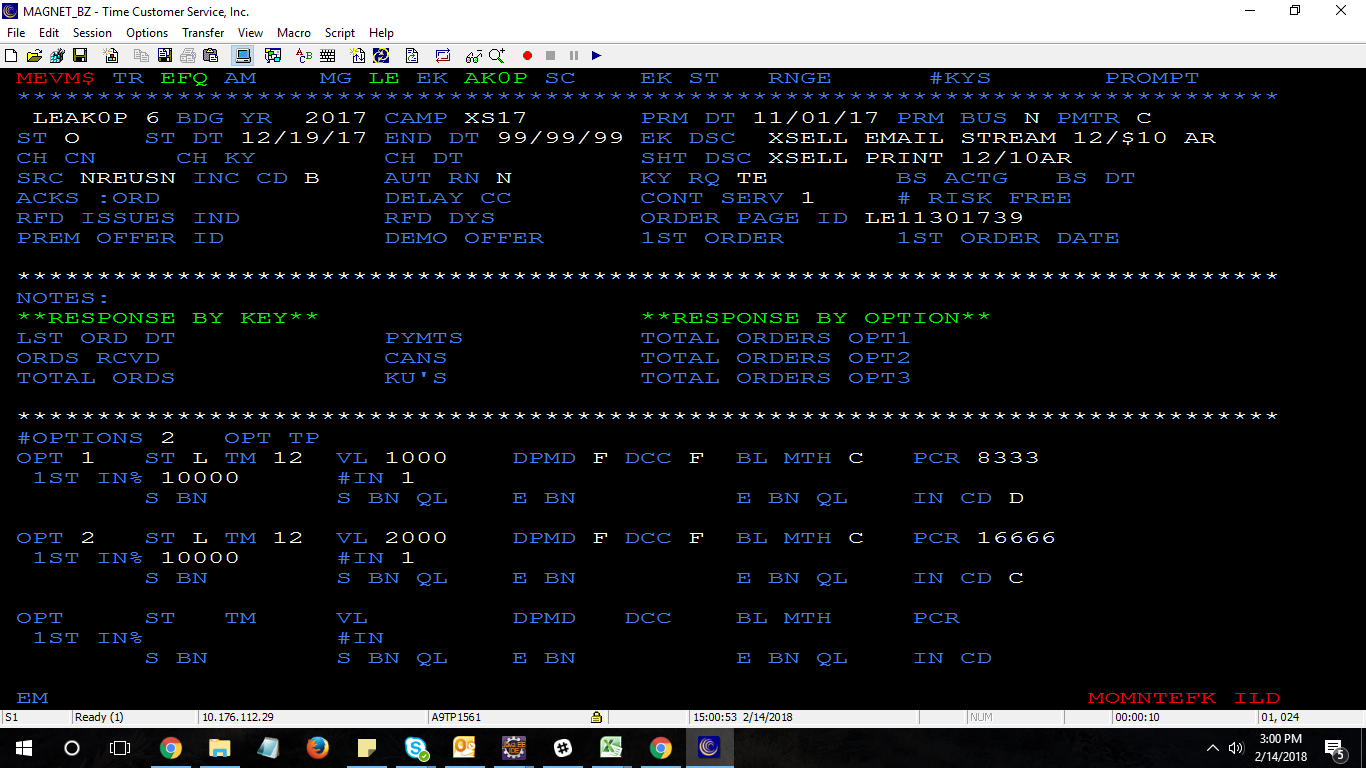 MAGNET_BZ - Time Customer Service, Inc.
File Edit Session Options Transfer View Macro Script Help
MEVM$ TR EFQ AM MG LE EK AK0P SC EK ST RNGE #KYS PROMPT
*******************************************************************************
LEAK0P 6 BDG YR 2017 CAMP XS17 PRM DT 11/01/17 PRM BUS N PMTR C
ST O ST DT 12/19/17 END DT 99/99/99 EK DSC XSELL EMAIL STREAM 12/$10 AR
CH CN CH KY CH DT SHT DSC XSELL PRINT 12/10AR
SRC NREUSN INC CD B AUT RN N KY RQ TE BS ACTG BS DT
ACKS :ORD DELAY CC CONT SERV 1 # RISK FREE
RFD ISSUES IND RFD DYS ORDER PAGE ID LE11301739
PREM OFFER ID DEMO OFFER 1ST ORDER 1ST ORDER DATE
*******************************************************************************
NOTES:
**RESPONSE BY KEY** **RESPONSE BY OPTION**
LST ORD DT PYMTS TOTAL ORDERS OPT1
ORDS RCVD CANS TOTAL ORDERS OPT2
TOTAL ORDS KU'S TOTAL ORDERS OPT3
*******************************************************************************
#OPTIONS 2 OPT TP
OPT 1 ST L TM 12 VL 1000 DPMD F DCC F BL MTH C PCR 8333
1ST IN% 10000 #IN 1
S BN S BN QL E BN E BN QL IN CD D
OPT 2 ST L TM 12 VL 2000 DPMD F DCC F BL MTH C PCR 16666
1ST IN% 10000 #IN 1
S BN S BN QL E BN E BN QL IN CD C
OPT ST TM VL DPMD DCC BL MTH PCR
1ST IN% #IN
S BN S BN QL E BN E BN QL IN CD
EM MOMNTEFK ILD
S1 Ready (1) 10.176.112.29 A9TP1561 15:00:53 2/14/2018 NUM 00:00:10 01, 024
3:00 PM
2/14/2018
5